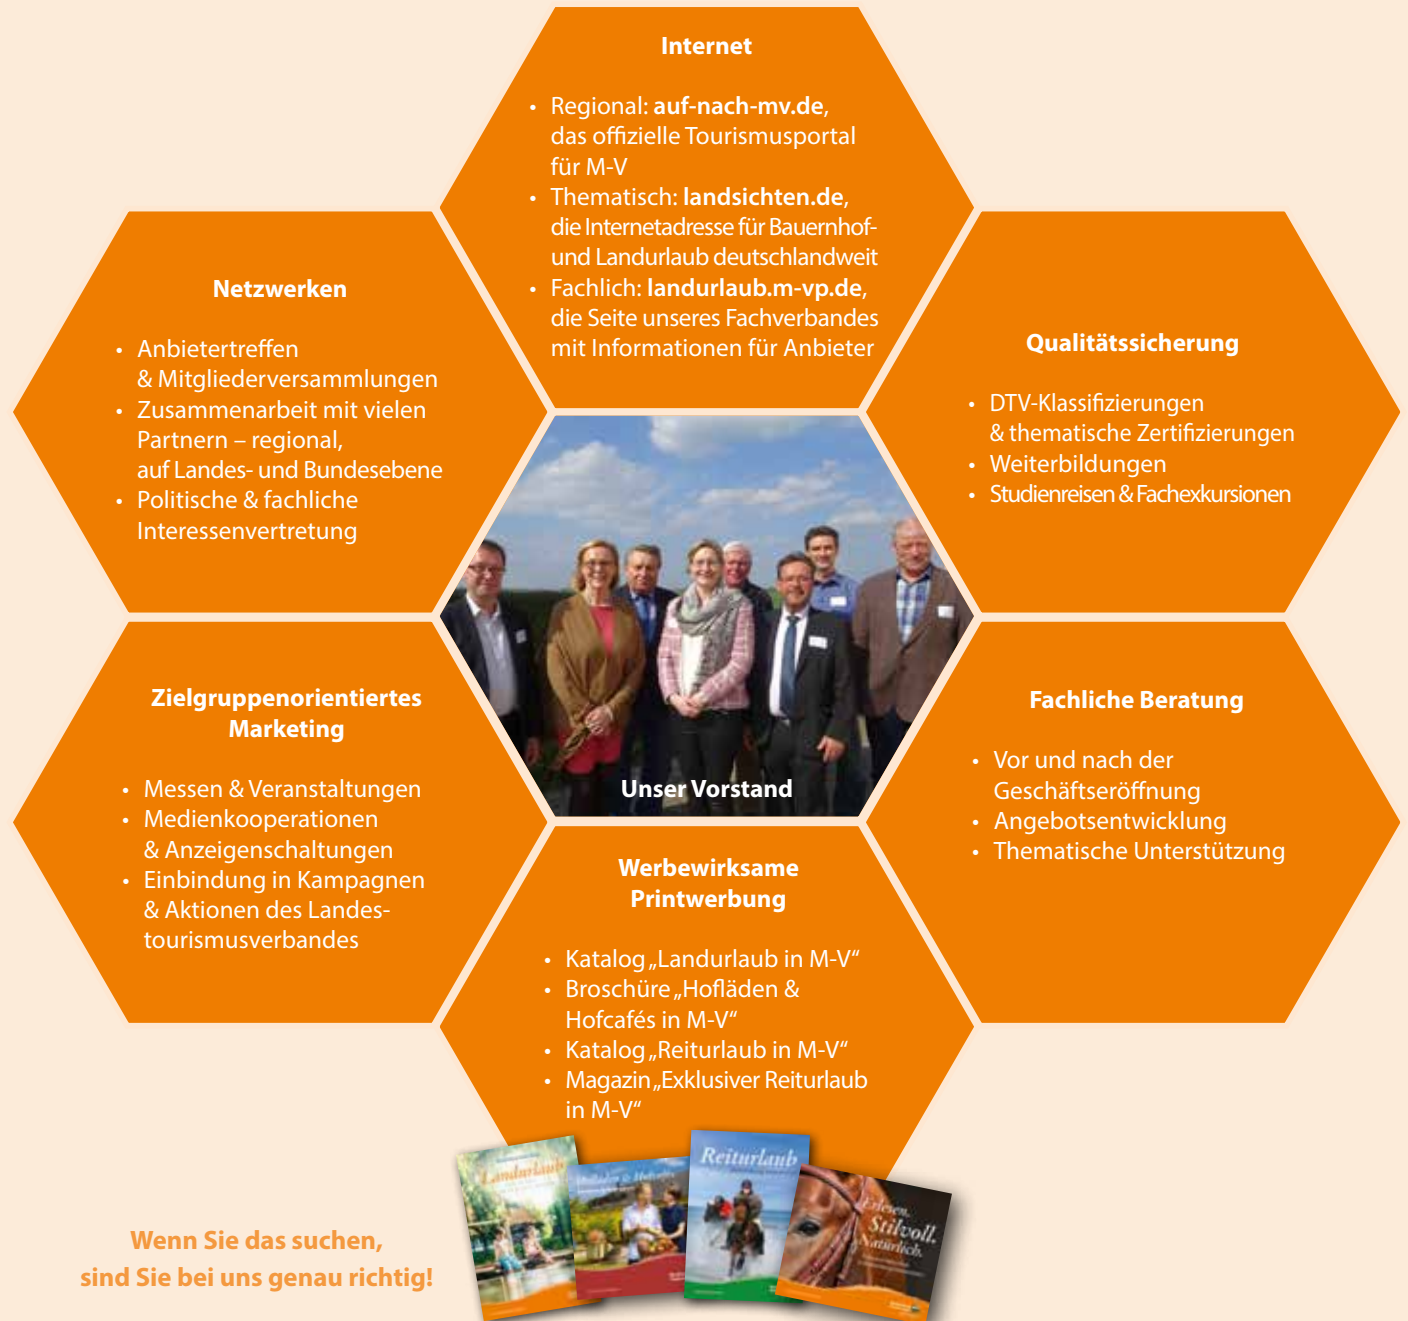 Internet
• Regional: auf-nach-mv.de,
das offizielle Tourismusportal
für M-V
• Thematisch: landsichten.de,
die Internetadresse für Bauernhof-
und Landurlaub deutschlandweit
• Fachlich: landurlaub.m-vp.de,
die Seite unseres Fachverbandes
mit Informationen für Anbieter
Netzwerken
• Anbietertreffen
& Mitgliederversammlungen
• Zusammenarbeit mit vielen
Partnern – regional,
auf Landes- und Bundesebene
• Politische & fachliche
Interessenvertretung
Qualitätssicherung
• DTV-Klassifizierungen
& thematische Zertifizierungen
• Weiterbildungen
• Studienreisen & Fachexkursionen
Unser Vorstand
Zielgruppenorientiertes
Marketing
• Messen & Veranstaltungen
• Medienkooperationen
& Anzeigenschaltungen
• Einbindung in Kampagnen
& Aktionen des Landes-
tourismusverbandes
Fachliche Beratung
• Vor und nach der
Geschäftseröffnung
• Angebotsentwicklung
• Thematische Unterstützung
Werbewirksame
Printwerbung
• Katalog „Landurlaub in M-V“
• Broschüre „Hofläden &
Hofcafés in M-V“
• Katalog „Reiturlaub in M-V“
• Magazin „Exklusiver Reiturlaub
in M-V“
Landurlaub
Hofläden & Hofcafés
Reiturlaub
Erlesen.
Stilvoll.
Natürlich.
Wenn Sie das suchen,
sind Sie bei uns genau richtig!